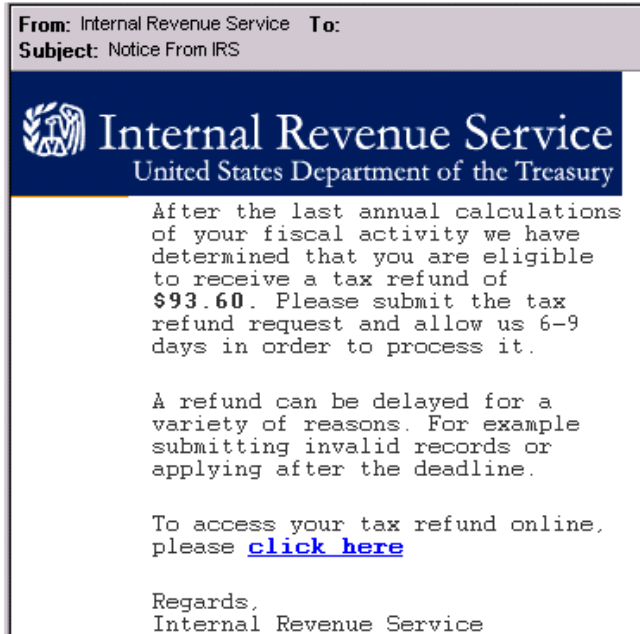 From: Internal Revenue Service To:
Subject: Notice From IRS
Internal Revenue Service
United States Department of the Treasury
After the last annual calculations
of your fiscal activity we have
determined that you are eligible
to receive a tax refund of
$93.60. Please submit the tax
refund request and allow us 6-9
days in order to process it.
A refund can be delayed for a
variety of reasons. For example
submitting invalid records or
applying after the deadline.
To access your tax refund online,
please click here
Regards,
Internal Revenue Service